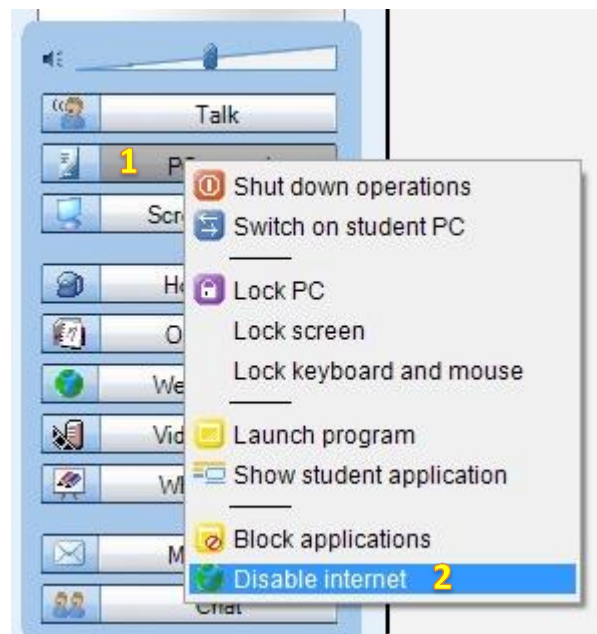 Talk
1
Shut down operations
Switch on student PC
Lock PC
Lock screen
Lock keyboard and mouse
Launch program
Show student application
Block applications
Disable internet 2
Chat